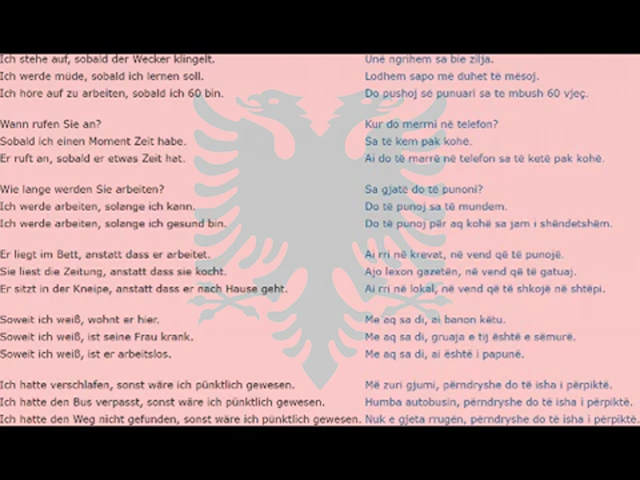 Ich stehe auf, sobald der Wecker klingelt. Unë ngrihem sa bie zilja.
Ich werde müde, sobald ich lernen soll. Lodhem sapo më duhet të mësoj.
Ich höre auf zu arbeiten, sobald ich 60 bin. Do pushoj së punuari sa te mbush 60 vjeç.
Wann rufen Sie an? Kur do merrni në telefon?
Sobald ich einen Moment Zeit habe. Sa të kem pak kohë.
Er ruft an, sobald er etwas Zeit hat. Ai do të marrë në telefon sa të ketë pak kohë.
Wie lange werden Sie arbeiten? Sa gjatë do të punoni?
Ich werde arbeiten, solange ich kann. Do të punoj sa të mundem.
Ich werde arbeiten, solange ich gesund bin. Do të punoj për aq kohë sa jam i shëndetshëm.
Er liegt im Bett, anstatt dass er arbeitet. Ai rri në krevat, në vend që të punojë.
Sie liest die Zeitung, anstatt dass sie kocht. Ajo lexon gazetën, në vend që të gatuaj.
Er sitzt in der Kneipe, anstatt dass er nach Hause geht. Ai rri në lokal, në vend që të shkojë në shtëpi.
Soweit ich weiß, wohnt er hier. Me aq sa di, ai banon këtu.
Soweit ich weiß, ist seine Frau krank. Me aq sa di, gruaja e tij është e sëmurë.
Soweit ich weiß, ist er arbeitslos. Me aq sa di, ai është i papunë.
Ich hatte verschlafen, sonst wäre ich pünktlich gewesen. Më zuri gjumi, përndryshe do të isha i përpiktë.
Ich hatte den Bus verpasst, sonst wäre ich pünktlich gewesen. Humba autobusin, përndryshe do të isha i përpiktë.
Ich hatte den Weg nicht gefunden, sonst wäre ich pünktlich gewesen. Nuk e gjeta rrugën, përndryshe do të isha i përpiktë.